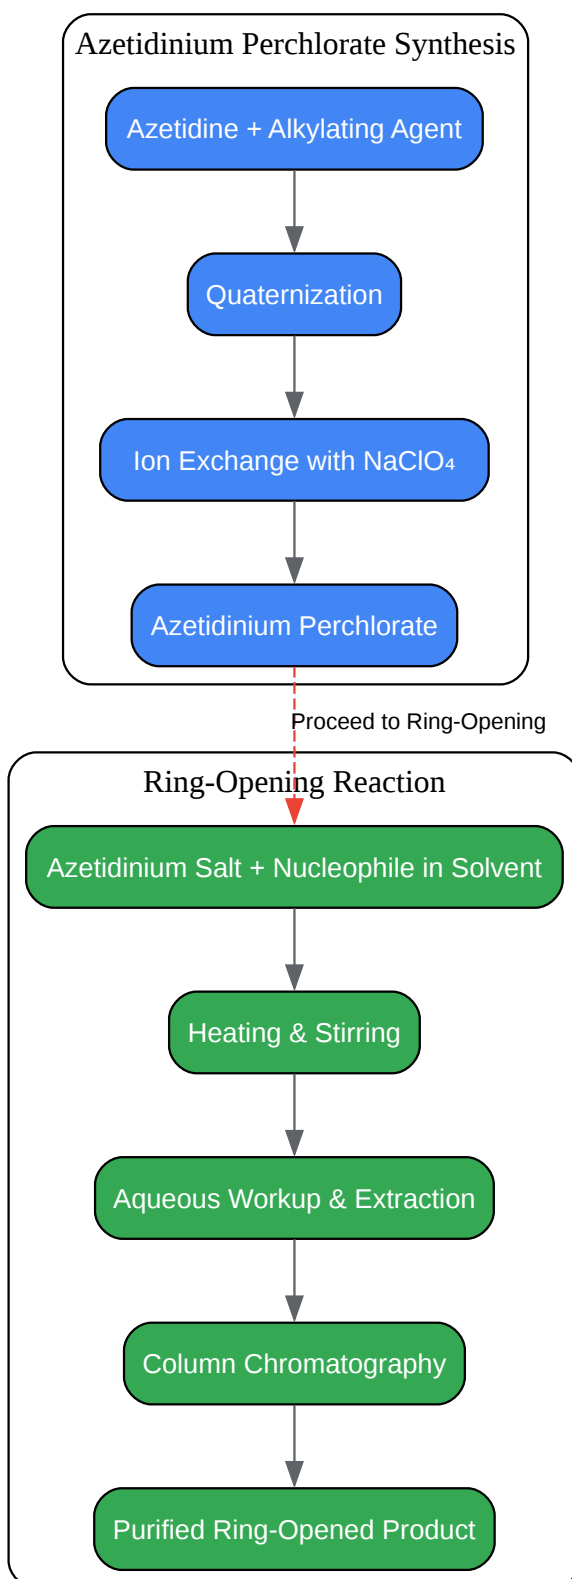 Azetidinium Perchlorate Synthesis
Azetidine + Alkylating Agent
Quaternization
Ion Exchange with NaClO₄
Azetidinium Perchlorate
Proceed to Ring-Opening
Ring-Opening Reaction
Azetidinium Salt + Nucleophile in Solvent
Heating & Stirring
Aqueous Workup & Extraction
Column Chromatography
Purified Ring-Opened Product